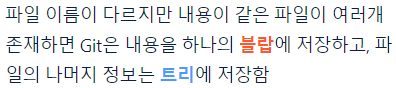 파일 이름이 다르지만 내용이 같은 파일이 여러개
존재하면 Git은 내용을 하나의 블랍에 저장하고, 파
일의 나머지 정보는 트리에 저장함